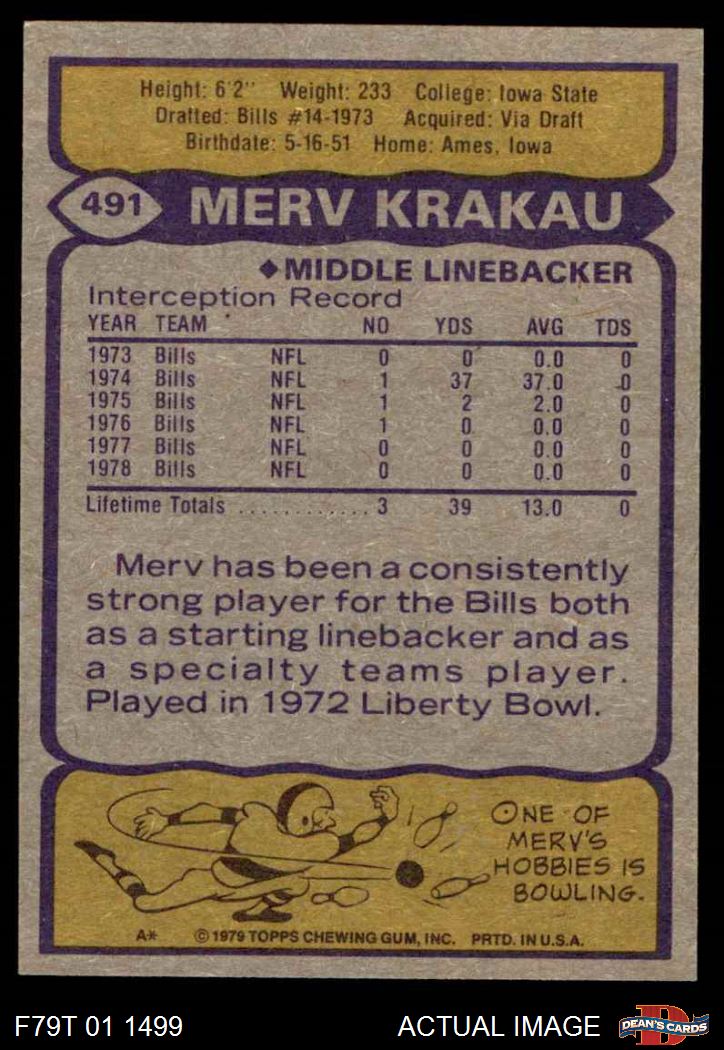 Height: 6'2" Weight: 233 College: Iowa State
Drafted: Bills #14-1973 Acquired: Via Draft
Birthdate: 5-16-51 Home: Ames, Iowa
491 MERV KRAKAU
◆MIDDLE LINEBACKER
Interception Record
YEAR TEAM NO YDS AVG TDS
1973 Bills NFL 0 0 0.0 0
1974 Bills NFL 1 37 37.0 0
1975 Bills NFL 1 2 2.0 0
1976 Bills NFL 1 0 0.0 0
1977 Bills NFL 0 0 0.0 0
1978 Bills NFL 0 0 0.0 0
Lifetime Totals ............ 3 39 13.0 0
Merv has been a consistently
strong player for the Bills both
as a starting linebacker and as
a specialty teams player.
Played in 1972 Liberty Bowl.
ONE OF
MERV'S
HOBBIES IS
BOWLING.
A* © 1979 TOPPS CHEWING GUM, INC. PRTD. IN U.S.A.
F79T 01 1499 ACTUAL IMAGE D DEAN'S CARDS